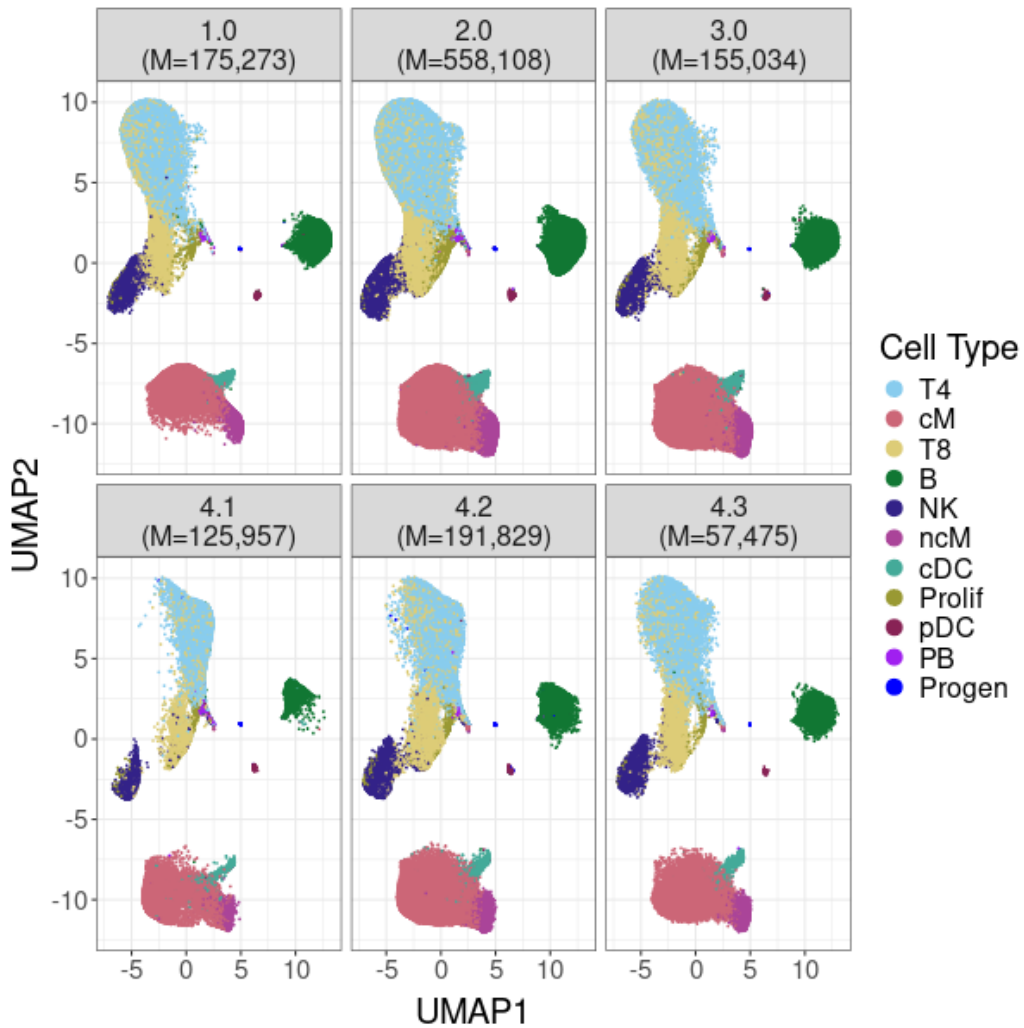 1.0
(M=175,273)
2.0
(M=558,108)
3.0
(M=155,034)
10
5
0
-5
-10
4.1
(M=125,957)
4.2
(M=191,829)
4.3
(M=57,475)
10
5
0
-5
-10
-5 0 5 10
-5 0 5 10
-5 0 5 10
UMAP1
UMAP2
Cell Type
T4
cM
T8
B
NK
ncM
cDC
Prolif
pDC
PB
Progen